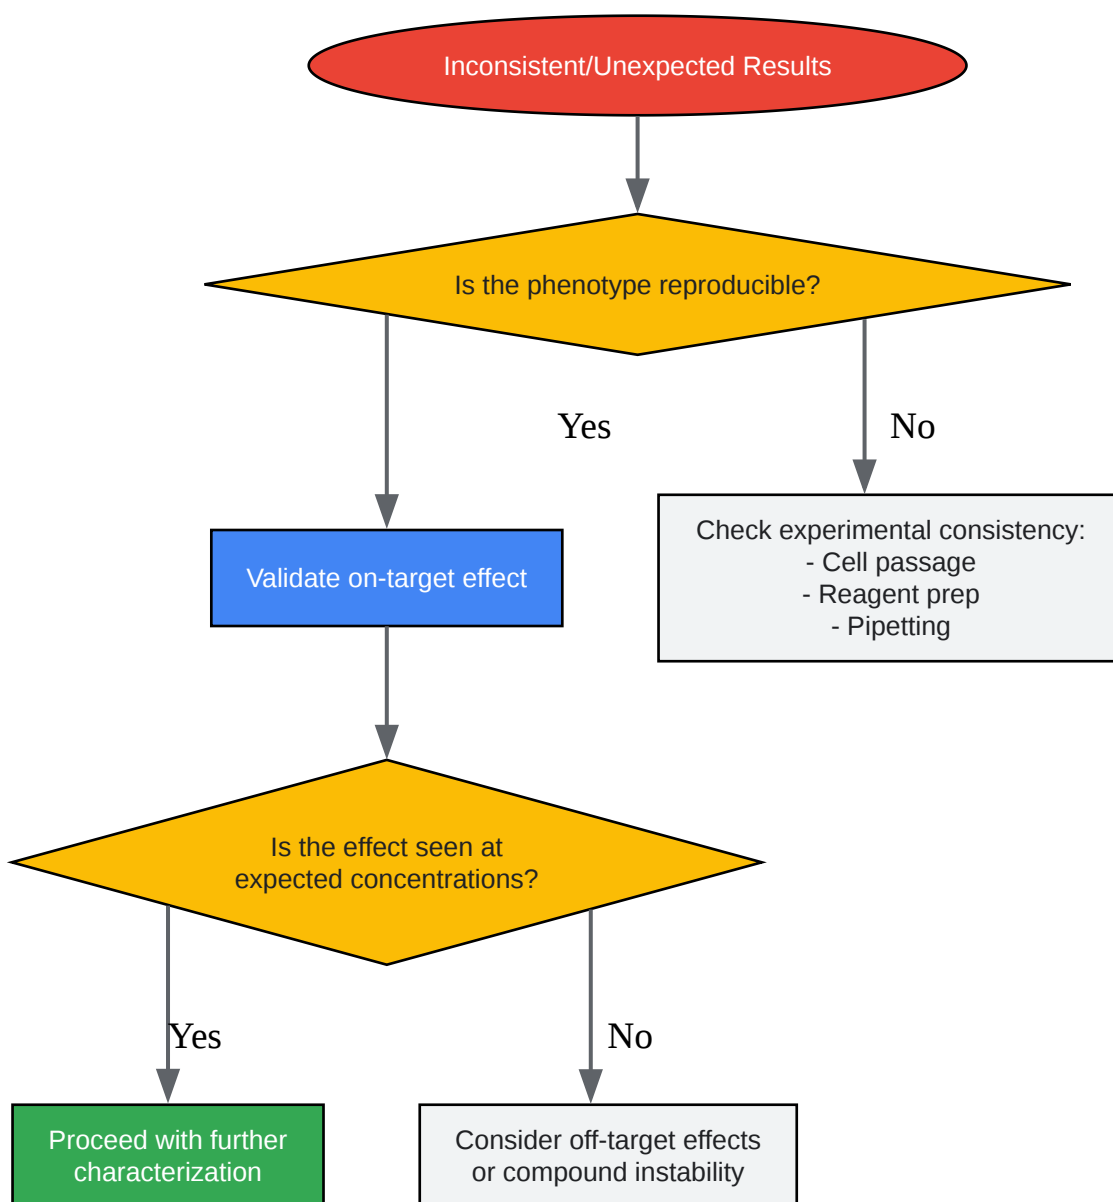 Inconsistent/Unexpected Results
Is the phenotype reproducible?
Yes
No
Validate on-target effect
Check experimental consistency:
- Cell passage
- Reagent prep
- Pipetting
Is the effect seen at
expected concentrations?
Yes
No
Proceed with further
characterization
Consider off-target effects
or compound instability